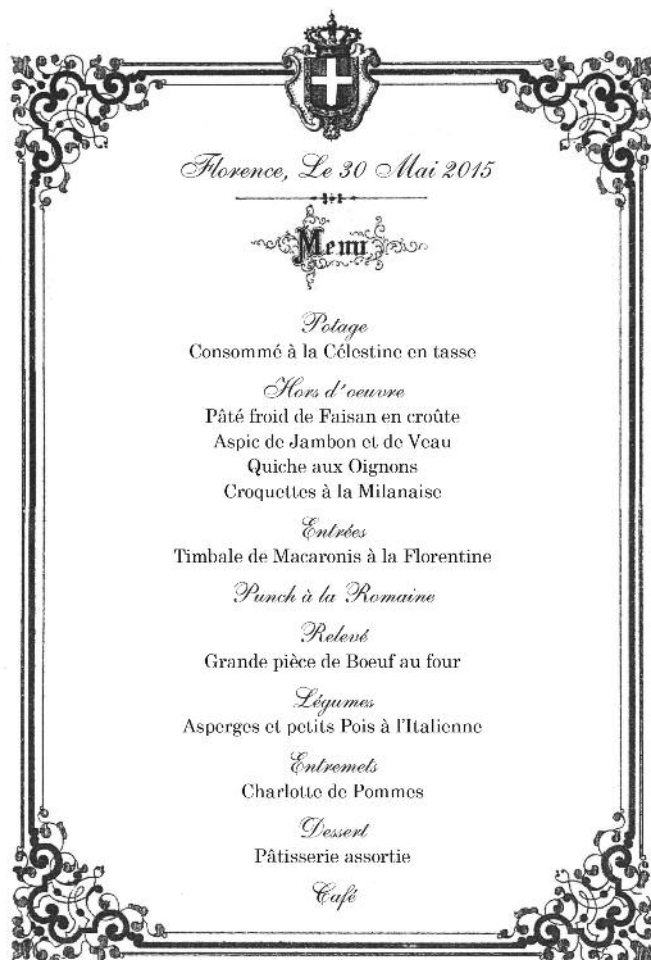 Florence, Le 30 Mai 2015
Menu
Potage
Consommé à la Célestine en tasse
Hors d'oeuvre
Pâté froid de Faisan en croûte
Aspic de Jambon et de Veau
Quiche aux Oignons
Croquettes à la Milanaise
Entrées
Timbale de Macaronis à la Florentine
Punch à la Romaine
Relevé
Grande pièce de Boeuf au four
Légumes
Asperges et petits Pois à l'Italienne
Entremets
Charlotte de Pommes
Dessert
Pâtisserie assortie
Café